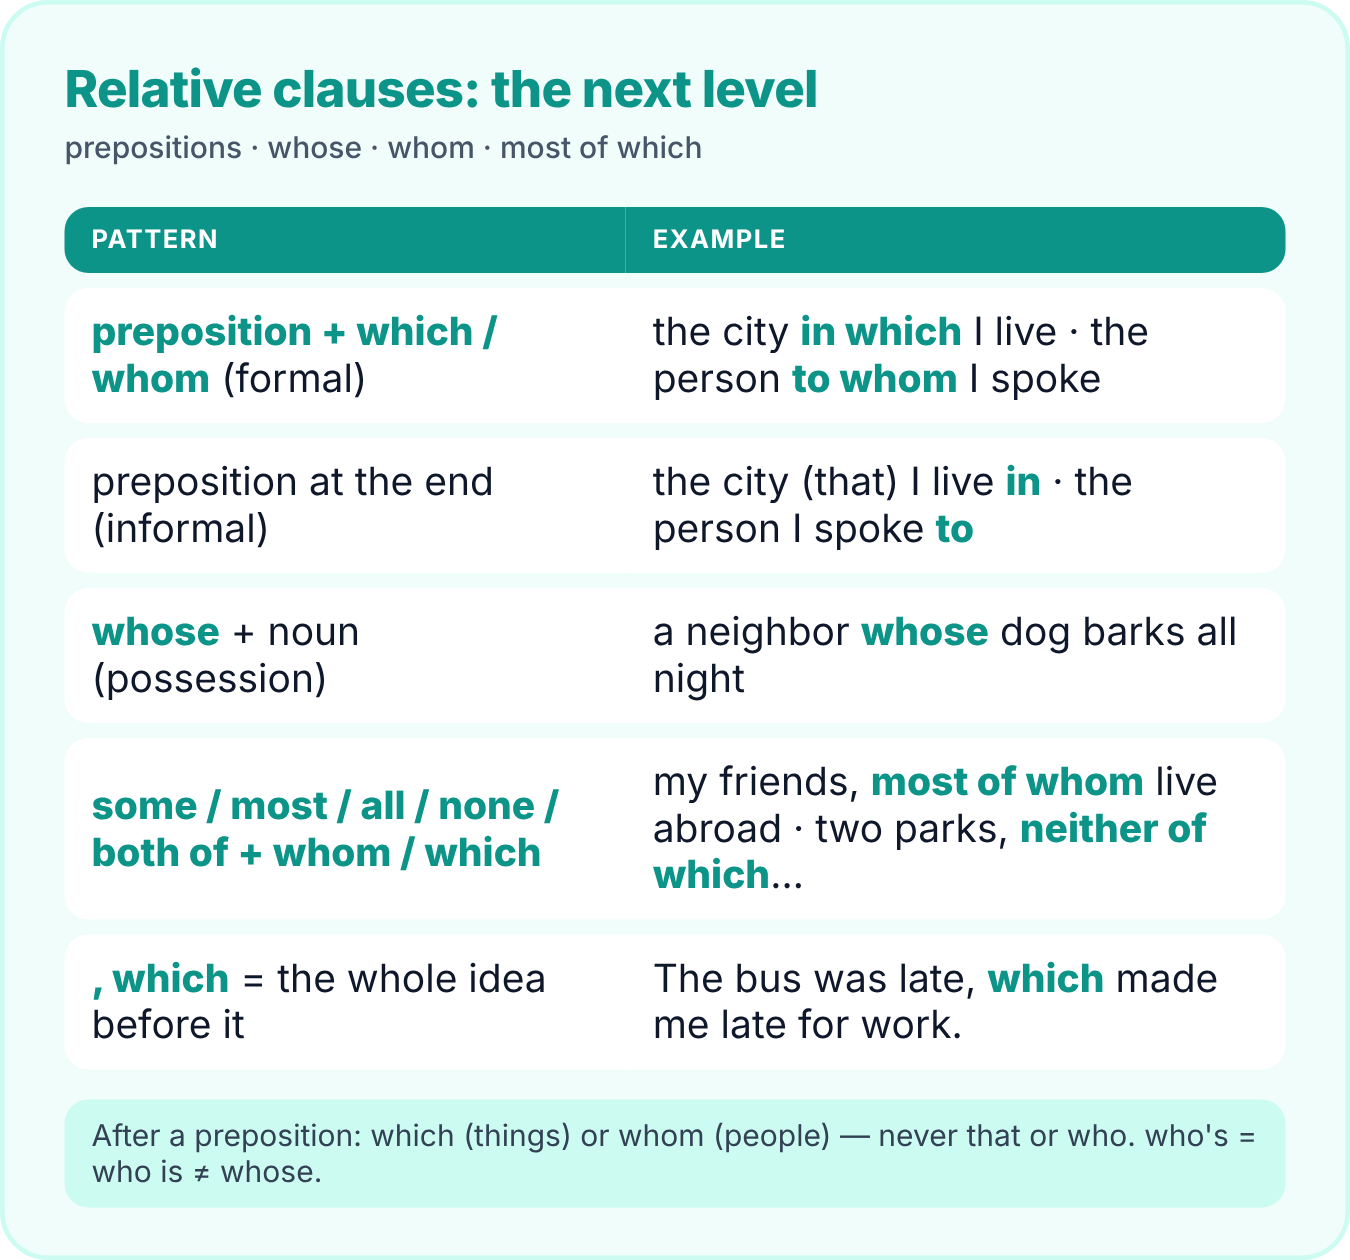 Relative clauses: the next level
prepositions · whose · whom · most of which
PATTERN
EXAMPLE
preposition + which /
whom (formal)
the city in which I live · the
person to whom I spoke
preposition at the end
(informal)
the city (that) I live in · the
person I spoke to
whose + noun
(possession)
a neighbor whose dog barks all
night
some / most / all / none /
both of + whom / which
my friends, most of whom live
abroad · two parks, neither of
which...
, which = the whole idea
before it
The bus was late, which made
me late for work.
After a preposition: which (things) or whom (people) — never that or who. who's =
who is ≠ whose.